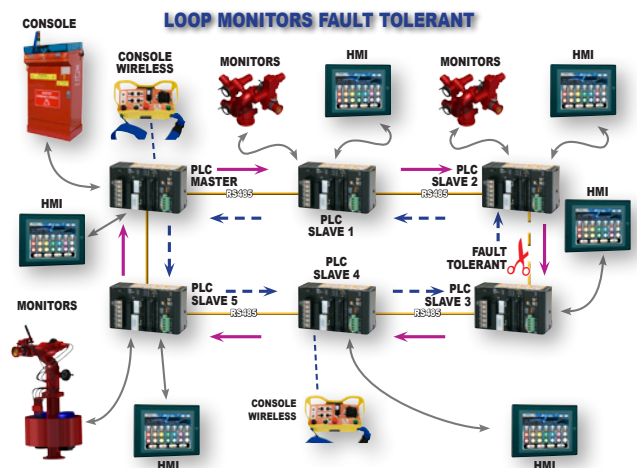 LOOP MONITORS FAULT TOLERANT
CONSOLE
CONSOLE
WIRELESS
MONITORS
HMI
MONITORS
HMI
PLC
MASTER
RS485
PLC
SLAVE 1
RS485
PLC
SLAVE 2
HMI
HMI
FAULT
TOLERANT
MONITORS
PLC
SLAVE 5
RS485
PLC
SLAVE 4
RS485
PLC
SLAVE 3
CONSOLE
WIRELESS
HMI
HMI